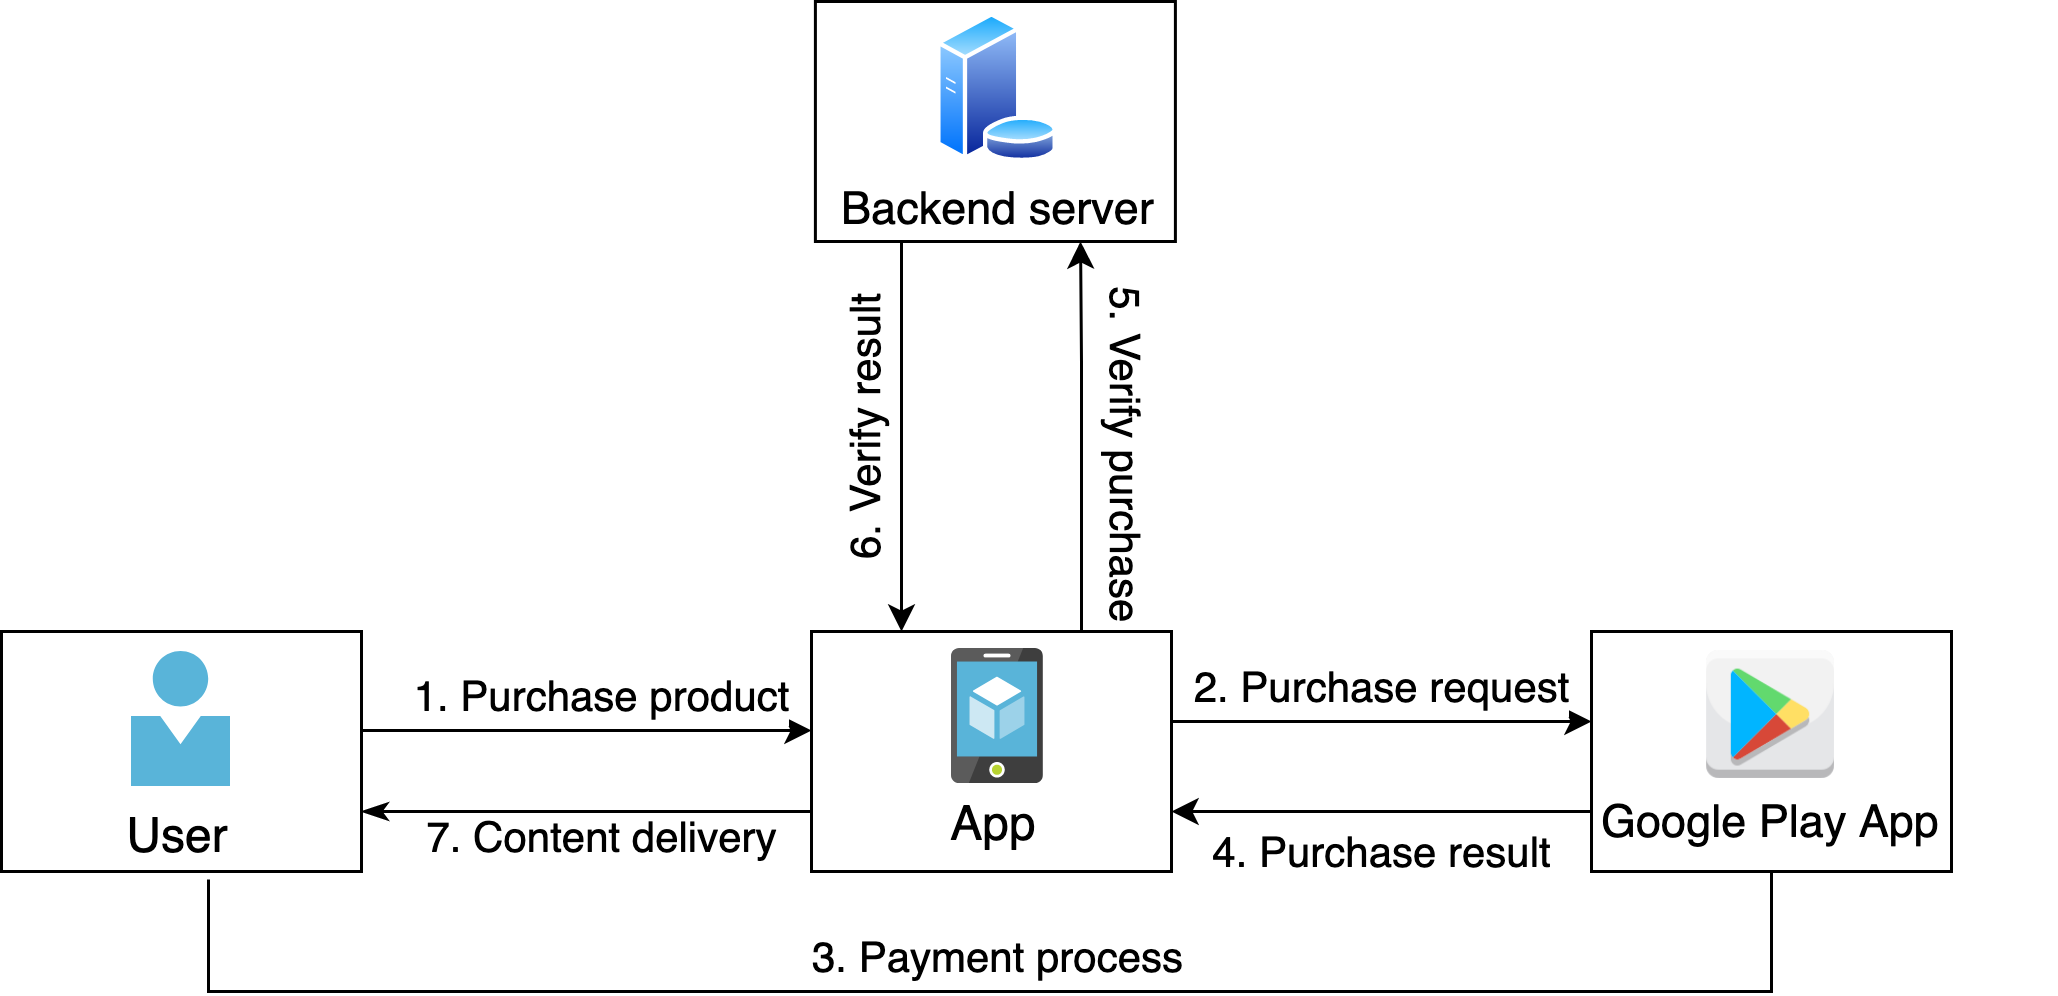 Backend server
6. Verify result
5. Verify purchase
1. Purchase product
2. Purchase request
User
7. Content delivery
App
4. Purchase result
Google Play App
3. Payment process